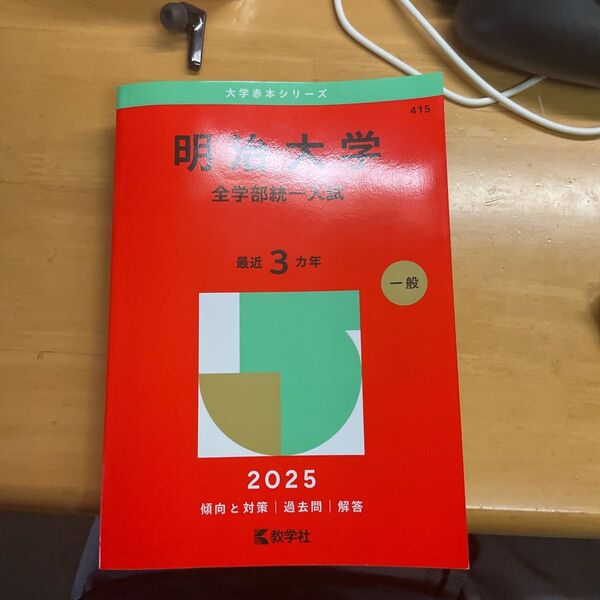 大学赤本シリーズ
415
明治大学
全学部統一入試
最近3カ年
一般
2025
傾向と対策|過去問|解答
教学社